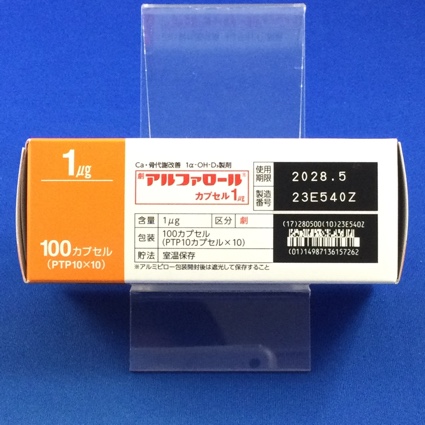 1μg
100カプセル
(PTP10×10)
Ca・骨代謝改善 1α-OH-D₃製剤
劇 アルファロール®
カプセル1μg
含量 1μg 区分 劇
包装 100カプセル
(PTP10カプセル×10)
貯法 室温保存
※アルミピロー包装開封後は遮光して保存すること
使用期限 2028.5
製造番号 23E540Z
(17)280500(10)23E540Z
(01)14987136157262